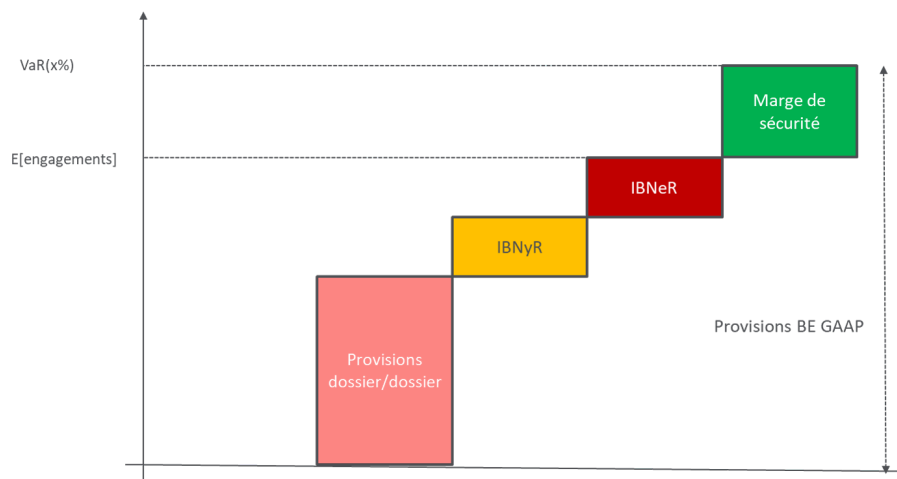 VaR(x%)
Marge de
sécurité
E[engagements]
IBNeR
IBNyR
Provisions BE GAAP
Provisions
dossier/dossier